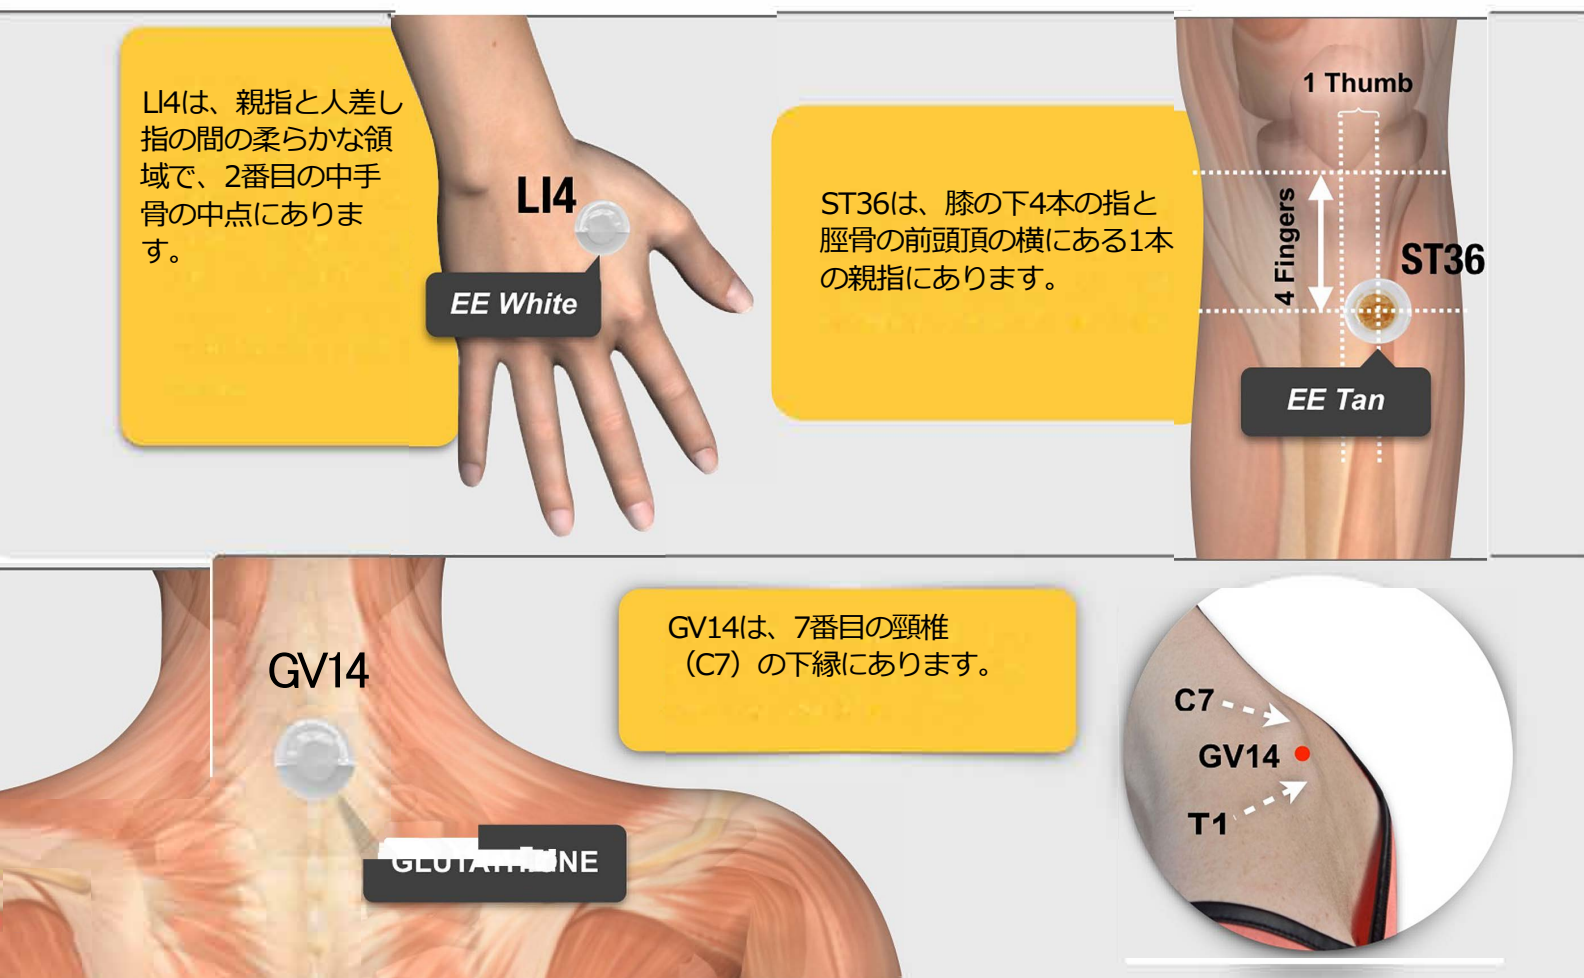 LI4は、親指と人差し
指の間の柔らかな領
域で、2番目の中手
骨の中点にありま
す。
LI4
EE White
ST36は、膝の下4本の指と
脛骨の前頭頂の横にある1本
の親指にあります。
1 Thumb
4 Fingers
ST36
EE Tan
GV14
GV14は、7番目の頸椎
（C7）の下縁にあります。
C7
GV14
T1